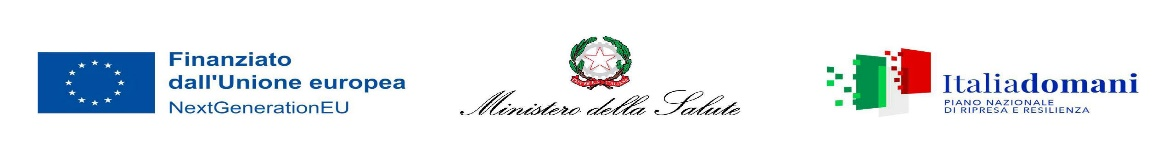 Finanziato
dall'Unione europea
NextGenerationEU
Ministero della Salute
Italiadomani
PIANO NAZIONALE
DI RIPRESA E RESILIENZA